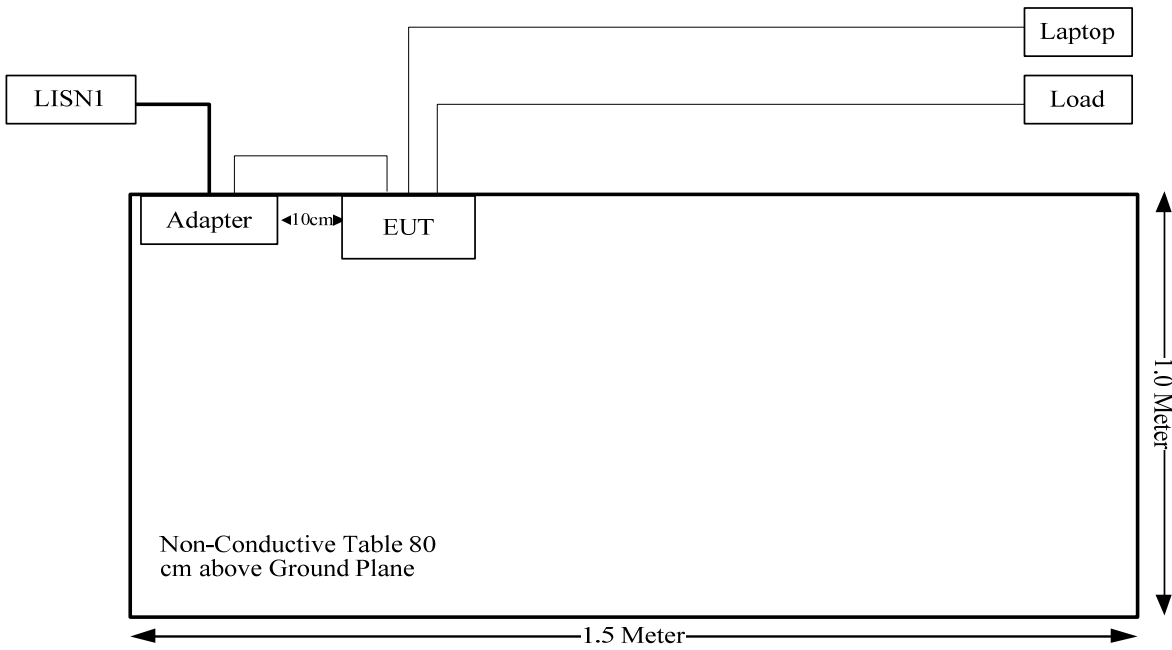 Laptop
LISN1
Load
Adapter
10cm
EUT
1.0 Meter
Non-Conductive Table 80
cm above Ground Plane
1.5 Meter